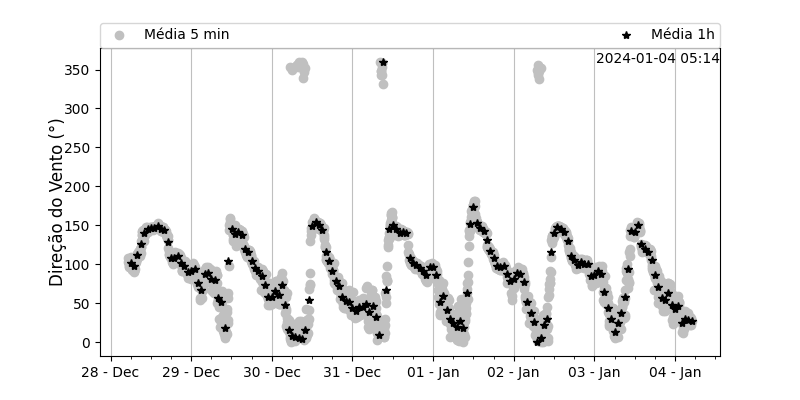 Média 5 min
Média 1h
2024-01-04 05:14
Direção do Vento (°)
350
300
250
200
150
100
50
0
28 - Dec
29 - Dec
30 - Dec
31 - Dec
01 - Jan
02 - Jan
03 - Jan
04 - Jan